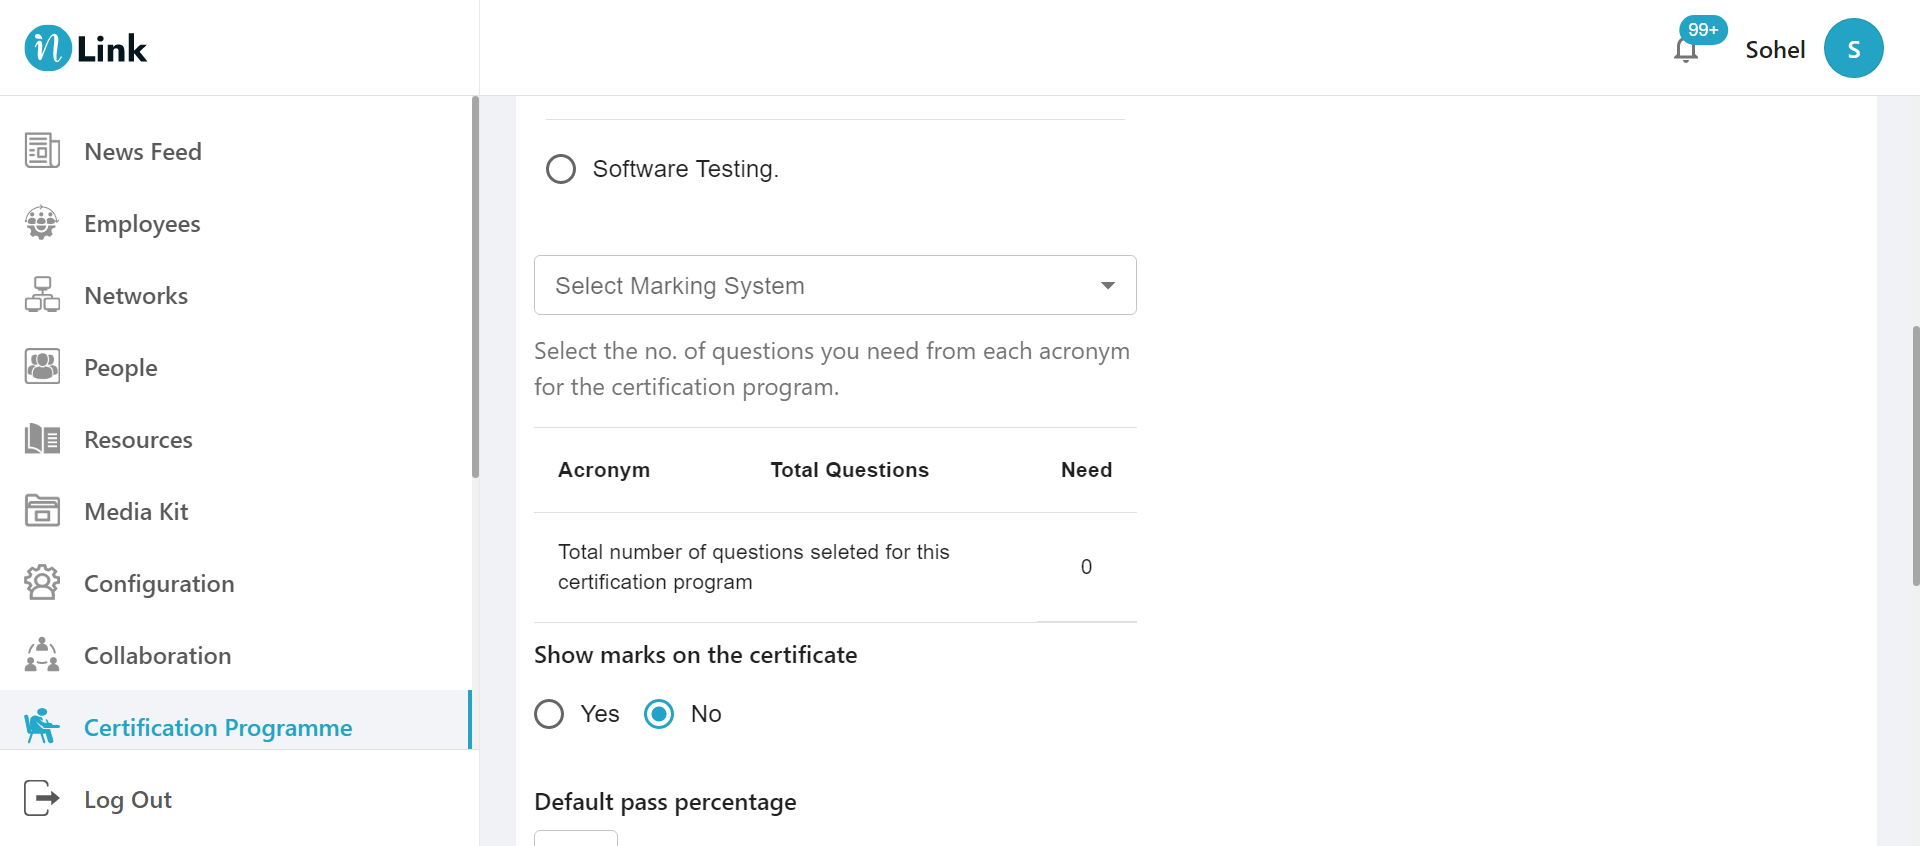 n Link
99+
Sohel
S
News Feed
Employees
Networks
People
Resources
Media Kit
Configuration
Collaboration
Certification Programme
Log Out
Software Testing.
Select Marking System
Select the no. of questions you need from each acronym
for the certification program.
Acronym Total Questions Need
Total number of questions seleted for this
certification program
0
Show marks on the certificate
Yes No
Default pass percentage